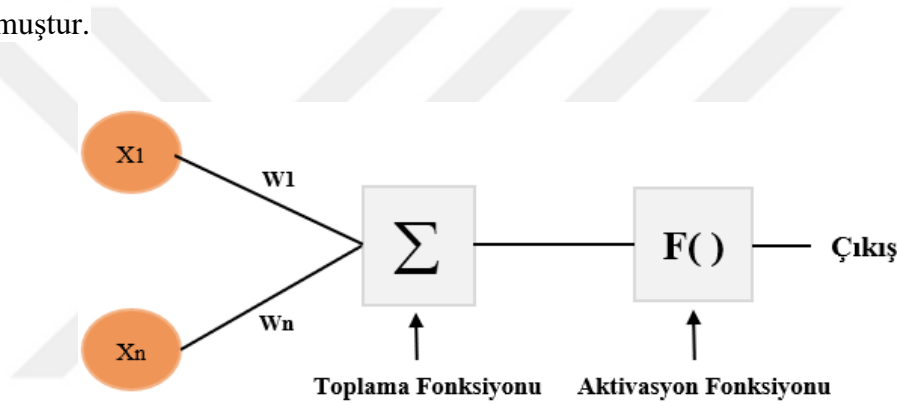 muştur.
X1
W1
∑
F( )
Çıkış
Wn
Xn
Toplama Fonksiyonu
Aktivasyon Fonksiyonu